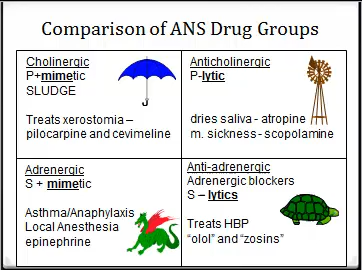 Comparison of ANS Drug Groups
Cholinergic
P+mimetic
SLUDGE
Treats xerostomia –
pilocarpine and cevimeline
Anticholinergic
P-lytic
dries saliva - atropine
m. sickness - scopolamine
Adrenergic
S + mimetic
Asthma/Anaphylaxis
Local Anesthesia
epinephrine
Anti-adrenergic
Adrenergic blockers
S – lytics
Treats HBP
“olol” and “zosins”